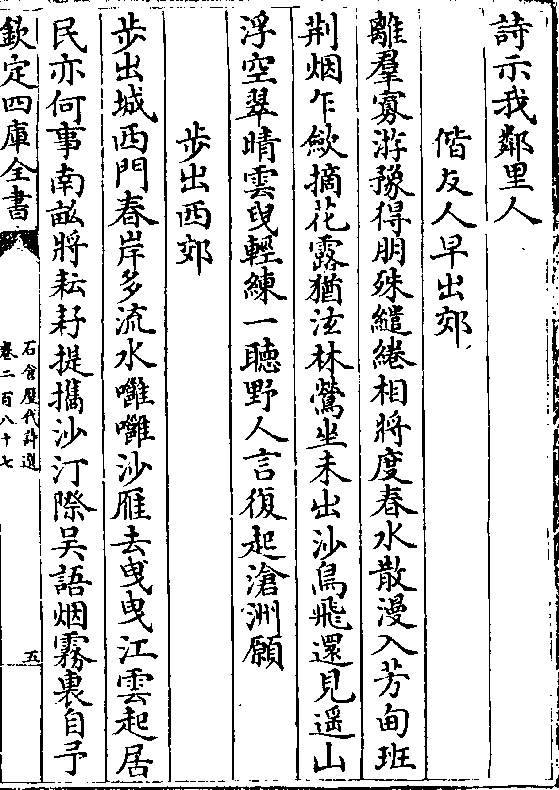 詩示我鄰里人
偕友人早出郊
離羣寡游豫得朋殊繾綣相將度春水散漫入芳甸班
荆烟乍歛摘花露猶泫林鶯坐未出沙鳥飛還見遥山
浮空翠晴雲曳輕練一聽野人言復起滄洲願
步出西郊
步出城西門春岸多流水囄囄沙雁去曳曳江雲起居
民亦何事南畝將耘耔提攜沙汀際吳語烟霧裏自予
欽定四庫全書
石倉歷代詩選
卷二百八十七
五